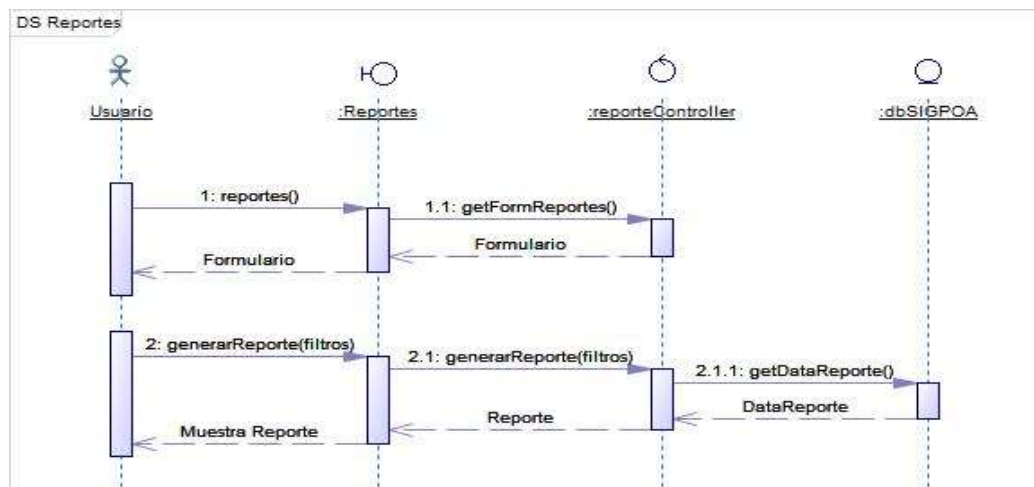 DS Reportes
Usuario
:Reportes
:reporteController
:dbSIGPOA
1: reportes()
1.1: getFormReportes()
Formulario
Formulario
2: generarReporte(filtros)
2.1: generarReporte(filtros)
2.1.1: getDataReporte()
DataReporte
Reporte
Muestra Reporte